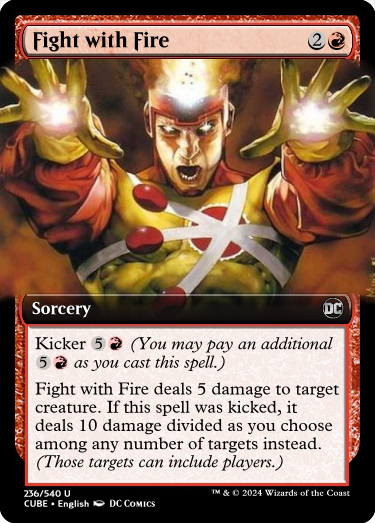 Fight with Fire 2
DC
Sorcery
Kicker 5 (You may pay an additional
5 as you cast this spell.)
Fight with Fire deals 5 damage to target
creature. If this spell was kicked, it
deals 10 damage divided as you choose
among any number of targets instead.
(Those targets can include players.)
236/540 U
CUBE • English DC Comics
™ & © 2024 Wizards of the Coast